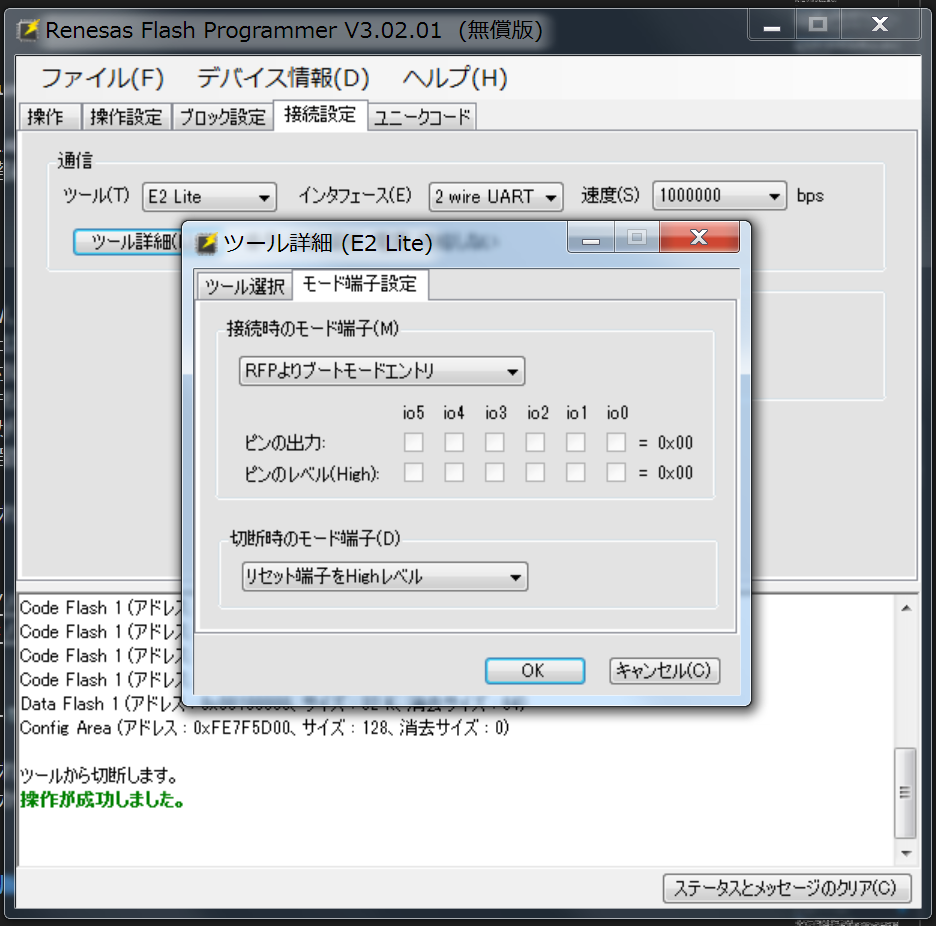 Renesas Flash Programmer V3.02.01 (無償版)
ファイル(F) デバイス情報(D) ヘルプ(H)
操作 操作設定 ブロック設定 接続設定 ユニークコード
通信
ツール(T) E2 Lite インタフェース(E) 2 wire UART 速度(S) 1000000 bps
ツール詳細(
ツール詳細 (E2 Lite)
ツール選択 モード端子設定
接続時のモード端子(M)
RFPよりブートモードエントリ
io5 io4 io3 io2 io1 io0
ピンの出力: = 0x00
ピンのレベル(High): = 0x00
切断時のモード端子(D)
リセット端子をHighレベル
OK キャンセル(C)
Code Flash 1 (アドレス
Code Flash 1 (アドレス
Code Flash 1 (アドレス
Code Flash 1 (アドレス
Data Flash 1 (アドレス
Config Area (アドレス : 0xFE7F5D00、サイズ : 128、消去サイズ : 0)
ツールから切断します。
操作が成功しました。
ステータスとメッセージのクリア(C)